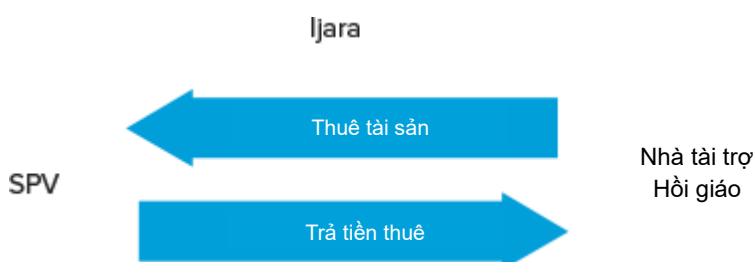 Ijara
Thuê tài sản
Nhà tài trợ
Hồi giáo
SPV
Trả tiền thuê